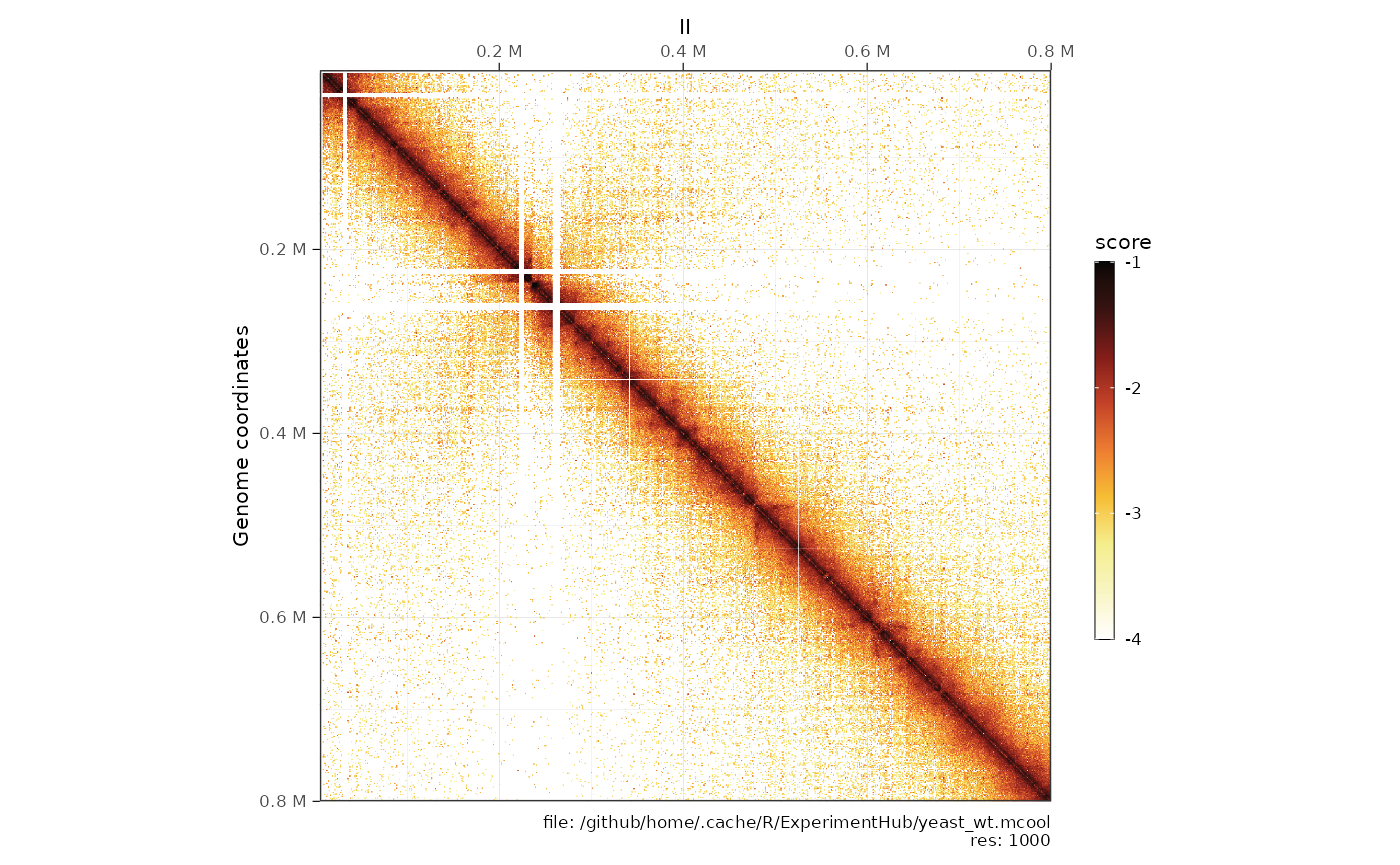 II
0.2 M 0.4 M 0.6 M 0.8 M
Genome coordinates
0.2 M
0.4 M
0.6 M
0.8 M
score
-1
-2
-3
-4
file: /github/home/.cache/R/ExperimentHub/yeast_wt.mcool
res: 1000